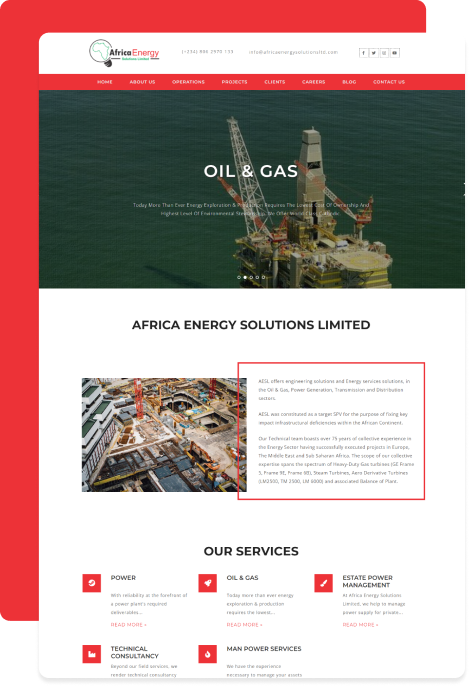 AfricaEnergy
Solutions Limited
info@africaenergysolutionsltd.com
HOME ABOUT US OPERATIONS PROJECTS CLIENTS CAREERS BLOG CONTACT US
OIL & GAS
Today More Than Ever Energy Exploration & Production Requires The Lowest Cost Of Ownership And
Highest Level Of Environmental Stewardship. We Offer World Class
AFRICA ENERGY SOLUTIONS LIMITED
AESL offers engineering solutions and Energy services solutions, in
the Oil & Gas, Power Generation, Transmission and Distribution
sectors.
AESL was constituted as a target SPV for the purpose of fixing key
impact infrastructural deficiencies within the African Continent.
Our Technical team boasts over 75 years of collective experience in
the Energy Sector having successfully executed projects in Europe,
The Middle East and Sub Saharan Africa. The scope of our collective
expertise spans the spectrum of Heavy-Duty Gas turbines (GE Frame
5, Frame 9E, Frame 6B), Steam Turbines, Aero Derivative Turbines
(LM2500, TM 2500, LM 6000) and associated Balance of Plant.
OUR SERVICES
POWER
With reliability at the forefront of
a power plant's required
deliverables...
READ MORE »
OIL & GAS
Today more than ever energy
exploration & production
requires the lowest...
READ MORE »
ESTATE POWER
MANAGEMENT
At Africa Energy Solutions
Limited, we help to manage
power supply for private...
READ MORE »
TECHNICAL
CONSULTANCY
Beyond our field services, we
render technical consultancy
MAN POWER SERVICES
We have the experience
necessary to manage your assets